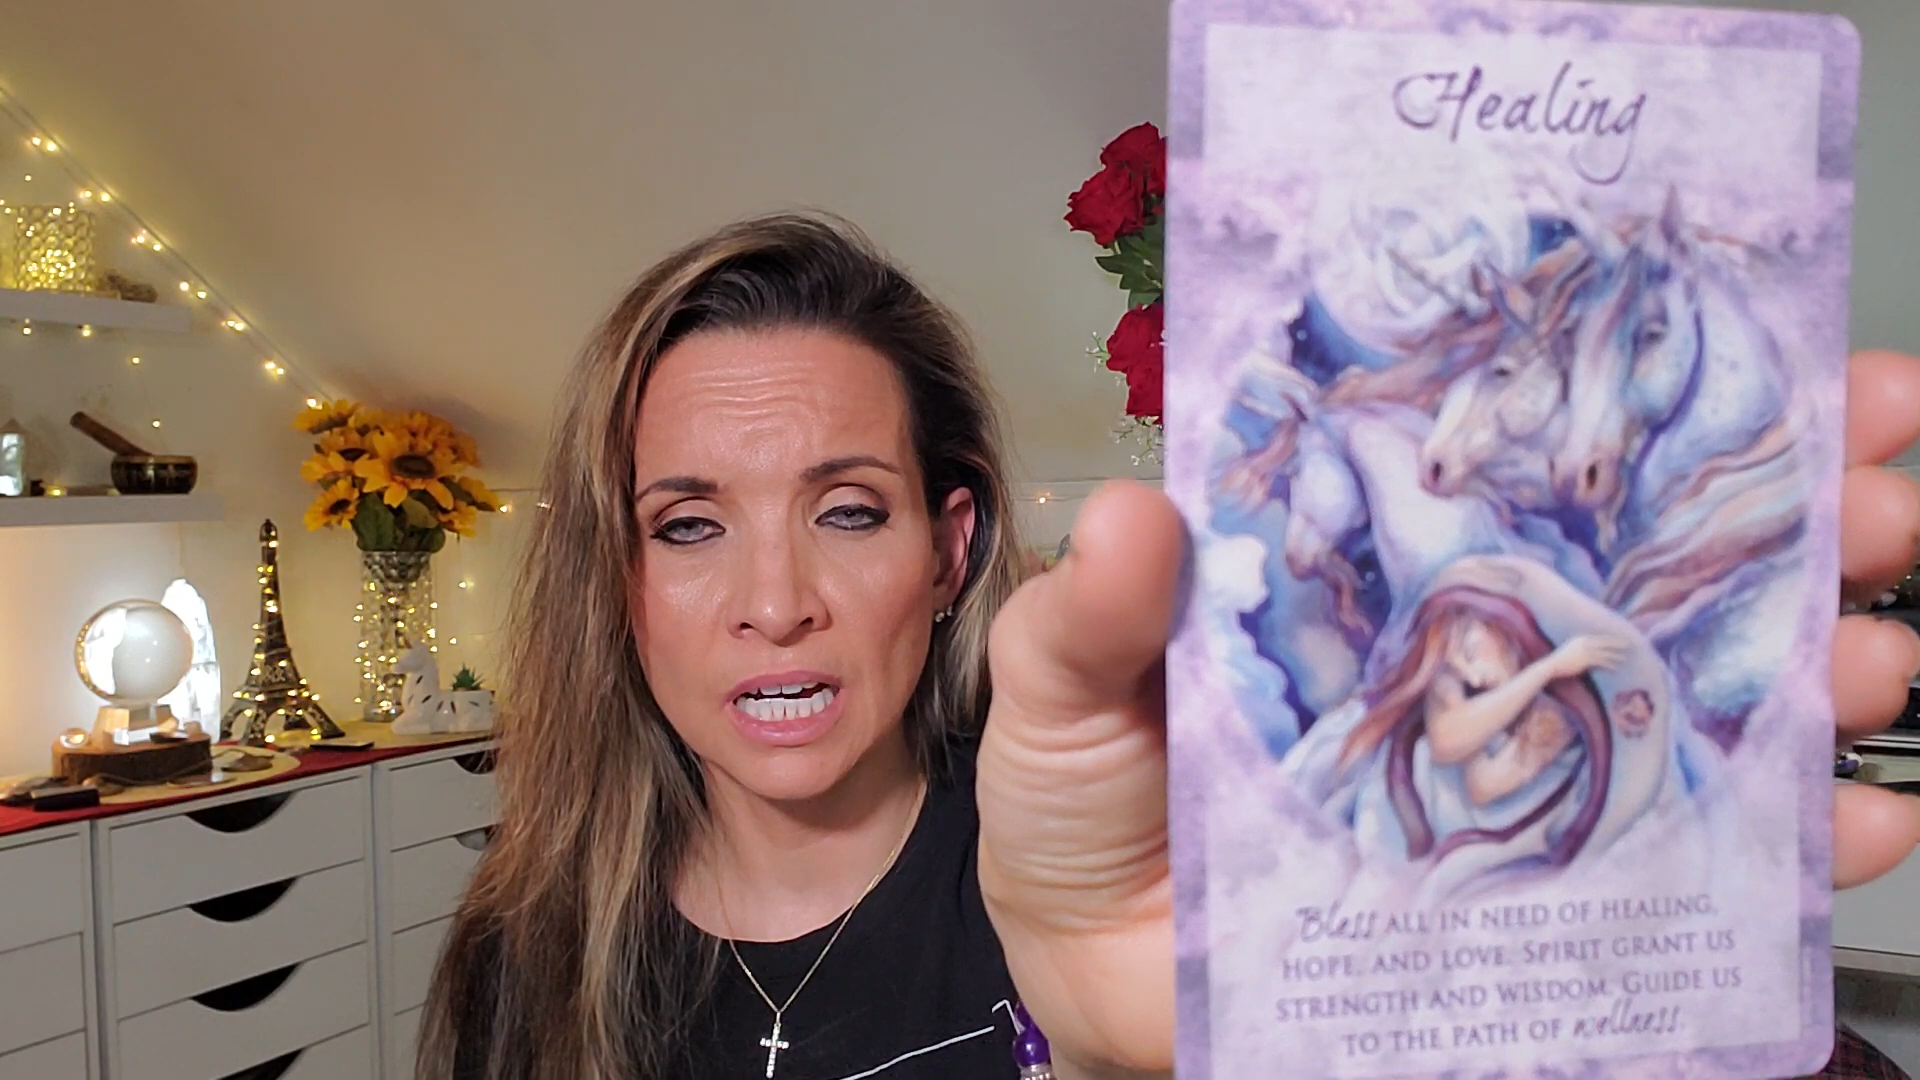 Healing
Bless ALL IN NEED OF HEALING,
HOPE, AND LOVE. SPIRIT GRANT US
STRENGTH AND WISDOM. GUIDE US
TO THE PATH OF wellness.